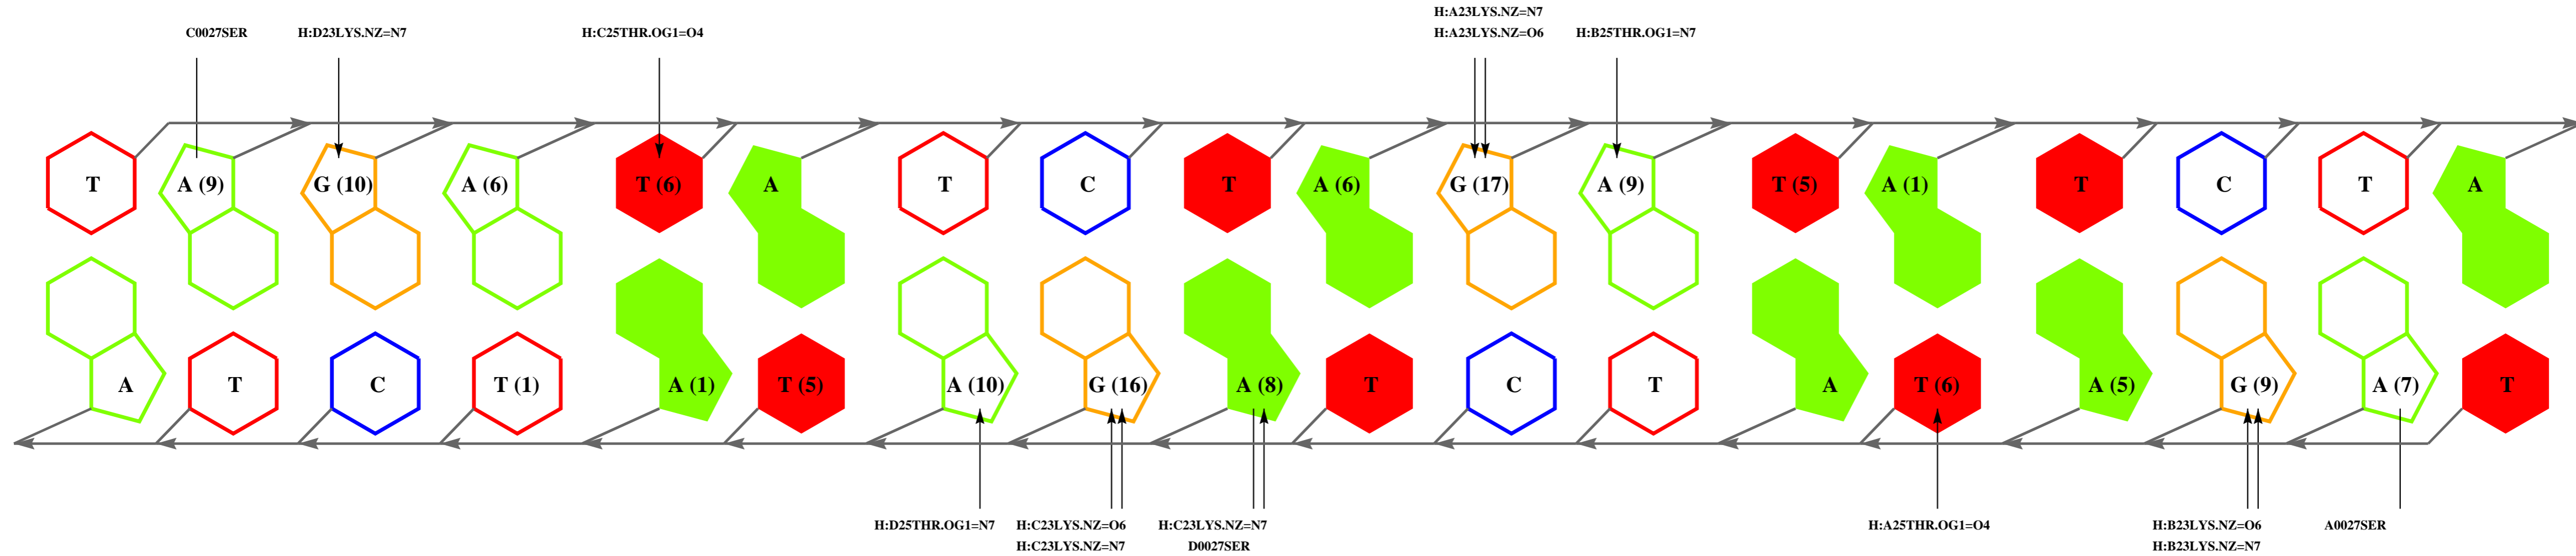 H:A23LYS.NZ=N7
C0027SER H:D23LYS.NZ=N7 H:C25THR.OG1=O4 H:A23LYS.NZ=O6 H:B25THR.OG1=N7
T A (9) G (10) A (6) T (6) A T C T A (6) G (17) A (9) T (5) A (1) T C T A
A T C T (1) A (1) T (5) A (10) G (16) A (8) T C T A T (6) A (5) G (9) A (7) T
H:D25THR.OG1=N7 H:C23LYS.NZ=O6 H:C23LYS.NZ=N7 H:A25THR.OG1=O4 H:B23LYS.NZ=O6 A0027SER
H:C23LYS.NZ=N7 D0027SER H:B23LYS.NZ=N7